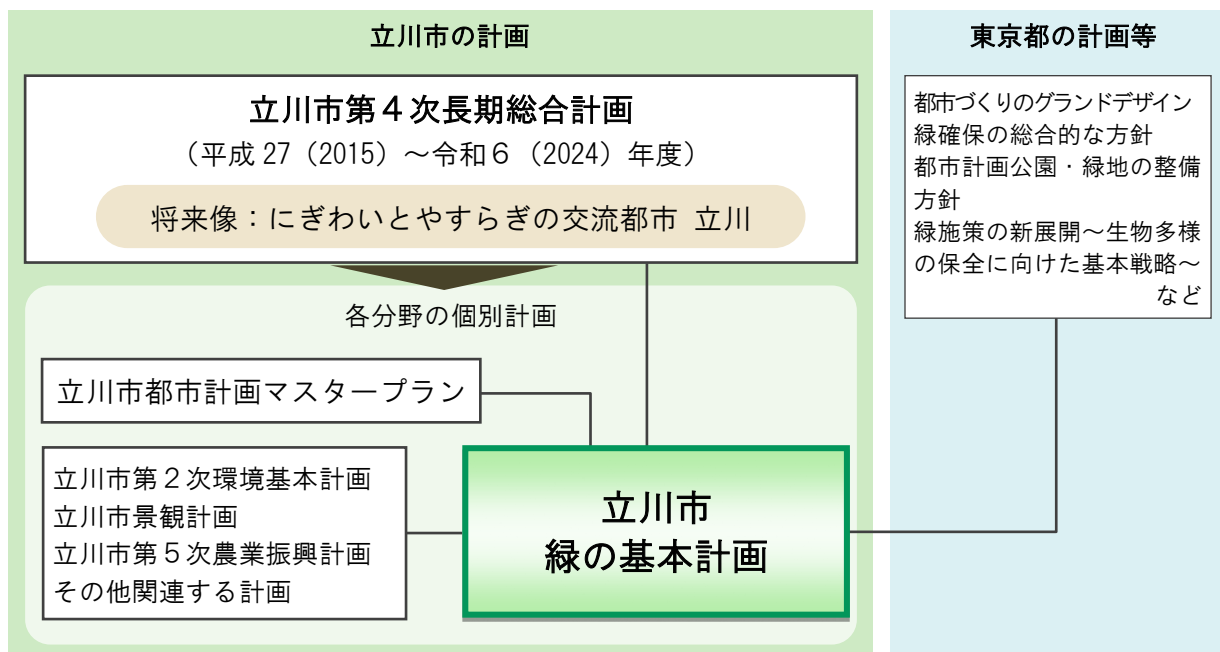 立川市の計画
立川市第４次長期総合計画
（平成 27（2015）～令和６（2024）年度）
将来像：にぎわいとやすらぎの交流都市 立川
各分野の個別計画
立川市都市計画マスタープラン
立川市第２次環境基本計画
立川市景観計画
立川市第５次農業振興計画
その他関連する計画
立川市
緑の基本計画
東京都の計画等
都市づくりのグランドデザイン
緑確保の総合的な方針
都市計画公園・緑地の整備
方針
緑施策の新展開～生物多様
の保全に向けた基本戦略～
など